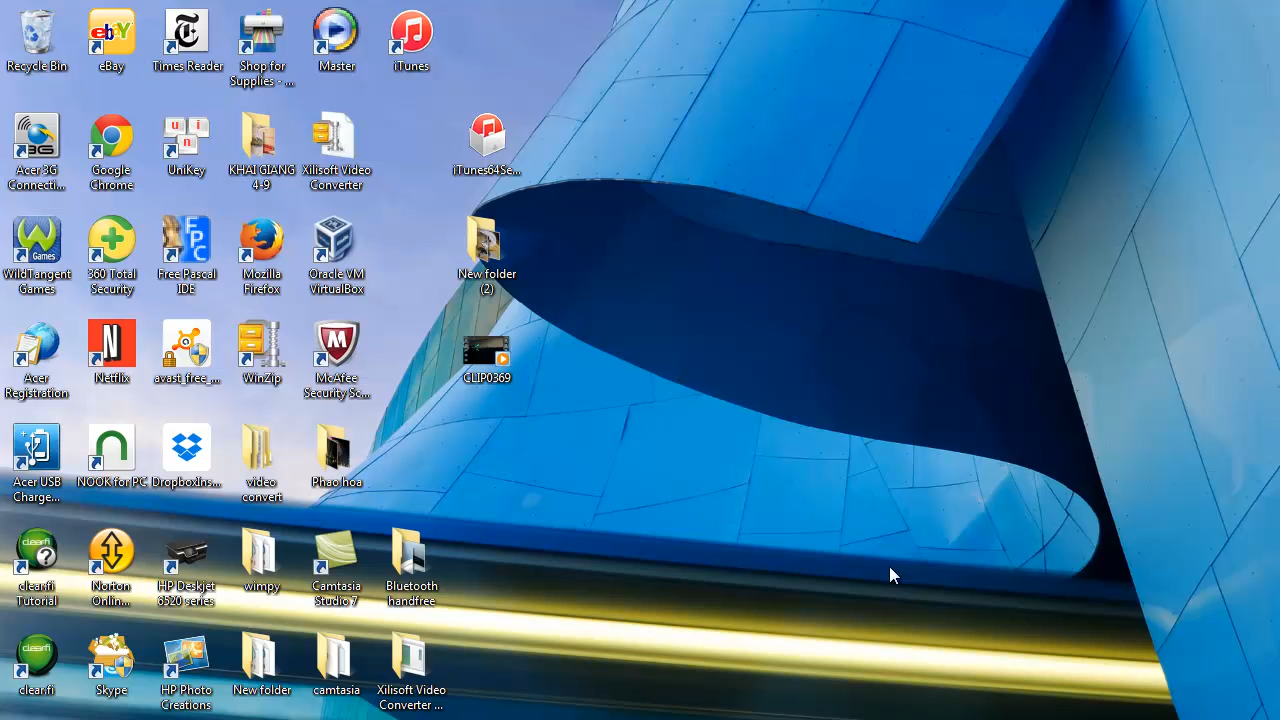 Recycle Bin
eBay
Times Reader
Shop for
Supplies - ...
Master
iTunes
Acer 3G
Connecti...
Google
Chrome
UniKey
KHAI GIANG
4-9
Xilisoft Video
Converter
iTunes64Se...
WildTangent
Games
360 Total
Security
Free Pascal
IDE
Mozilla
Firefox
Oracle VM
VirtualBox
New folder
(2)
Acer
Registration
Netflix
avast_free_...
WinZip
McAfee
Security Sc...
CLIP0369
Acer USB
Charge...
NOOK for PC
DropboxIns...
video
convert
Phao hoa
clear.fi
Tutorial
Norton
Onlin...
HP Deskjet
6520 series
wimpy
Camtasia
Studio 7
Bluetooth
handfree
clear.fi
Skype
HP Photo
Creations
New folder
camtasia
Xilisoft Video
Converter ...